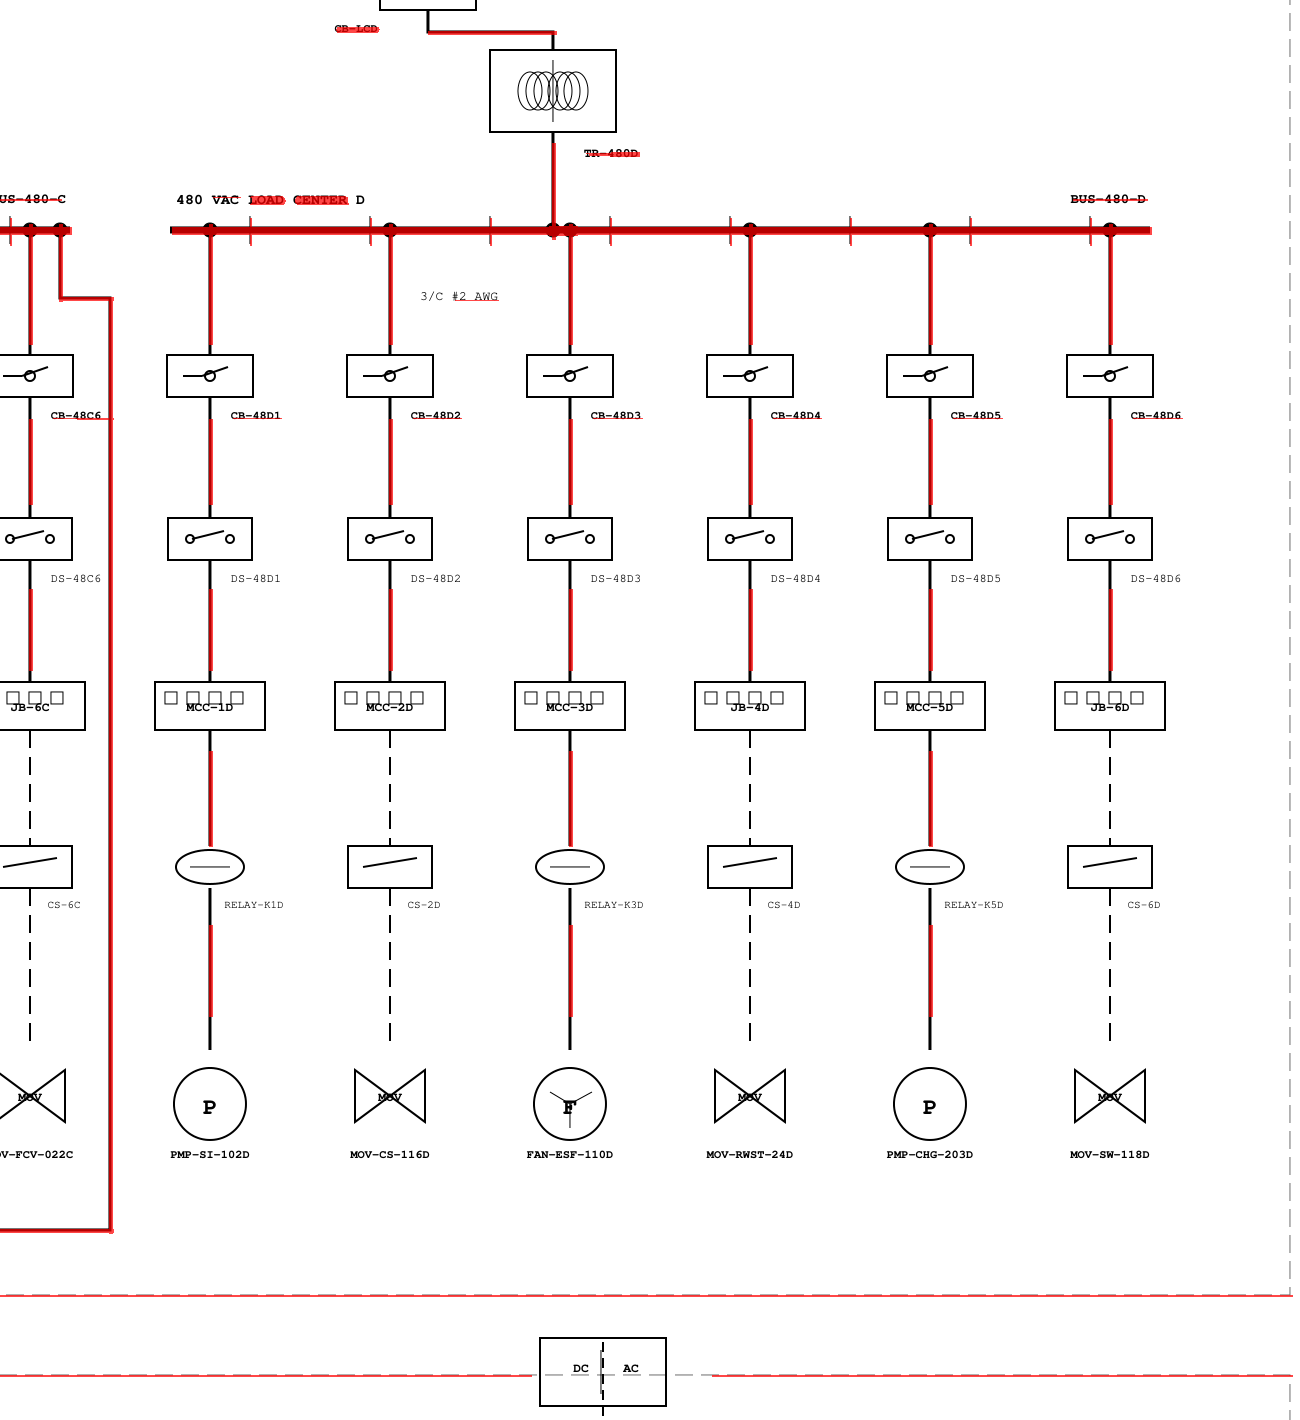 CB-LCD
TR-480D
US-480-C
480 VAC LOAD CENTER D
BUS-480-D
3/C #2 AWG
CB-48C6
CB-48D1
CB-48D2
CB-48D3
CB-48D4
CB-48D5
CB-48D6
DS-48C6
DS-48D1
DS-48D2
DS-48D3
DS-48D4
DS-48D5
DS-48D6
JB-6C
MCC-1D
MCC-2D
MCC-3D
JB-4D
MCC-5D
JB-6D
CS-6C
RELAY-K1D
CS-2D
RELAY-K3D
CS-4D
RELAY-K5D
CS-6D
MOV
P
MOV
F
MOV
P
MOV
OV-FCV-022C
PMP-SI-102D
MOV-CS-116D
FAN-ESF-110D
MOV-RWST-24D
PMP-CHG-203D
MOV-SW-118D
DC
AC